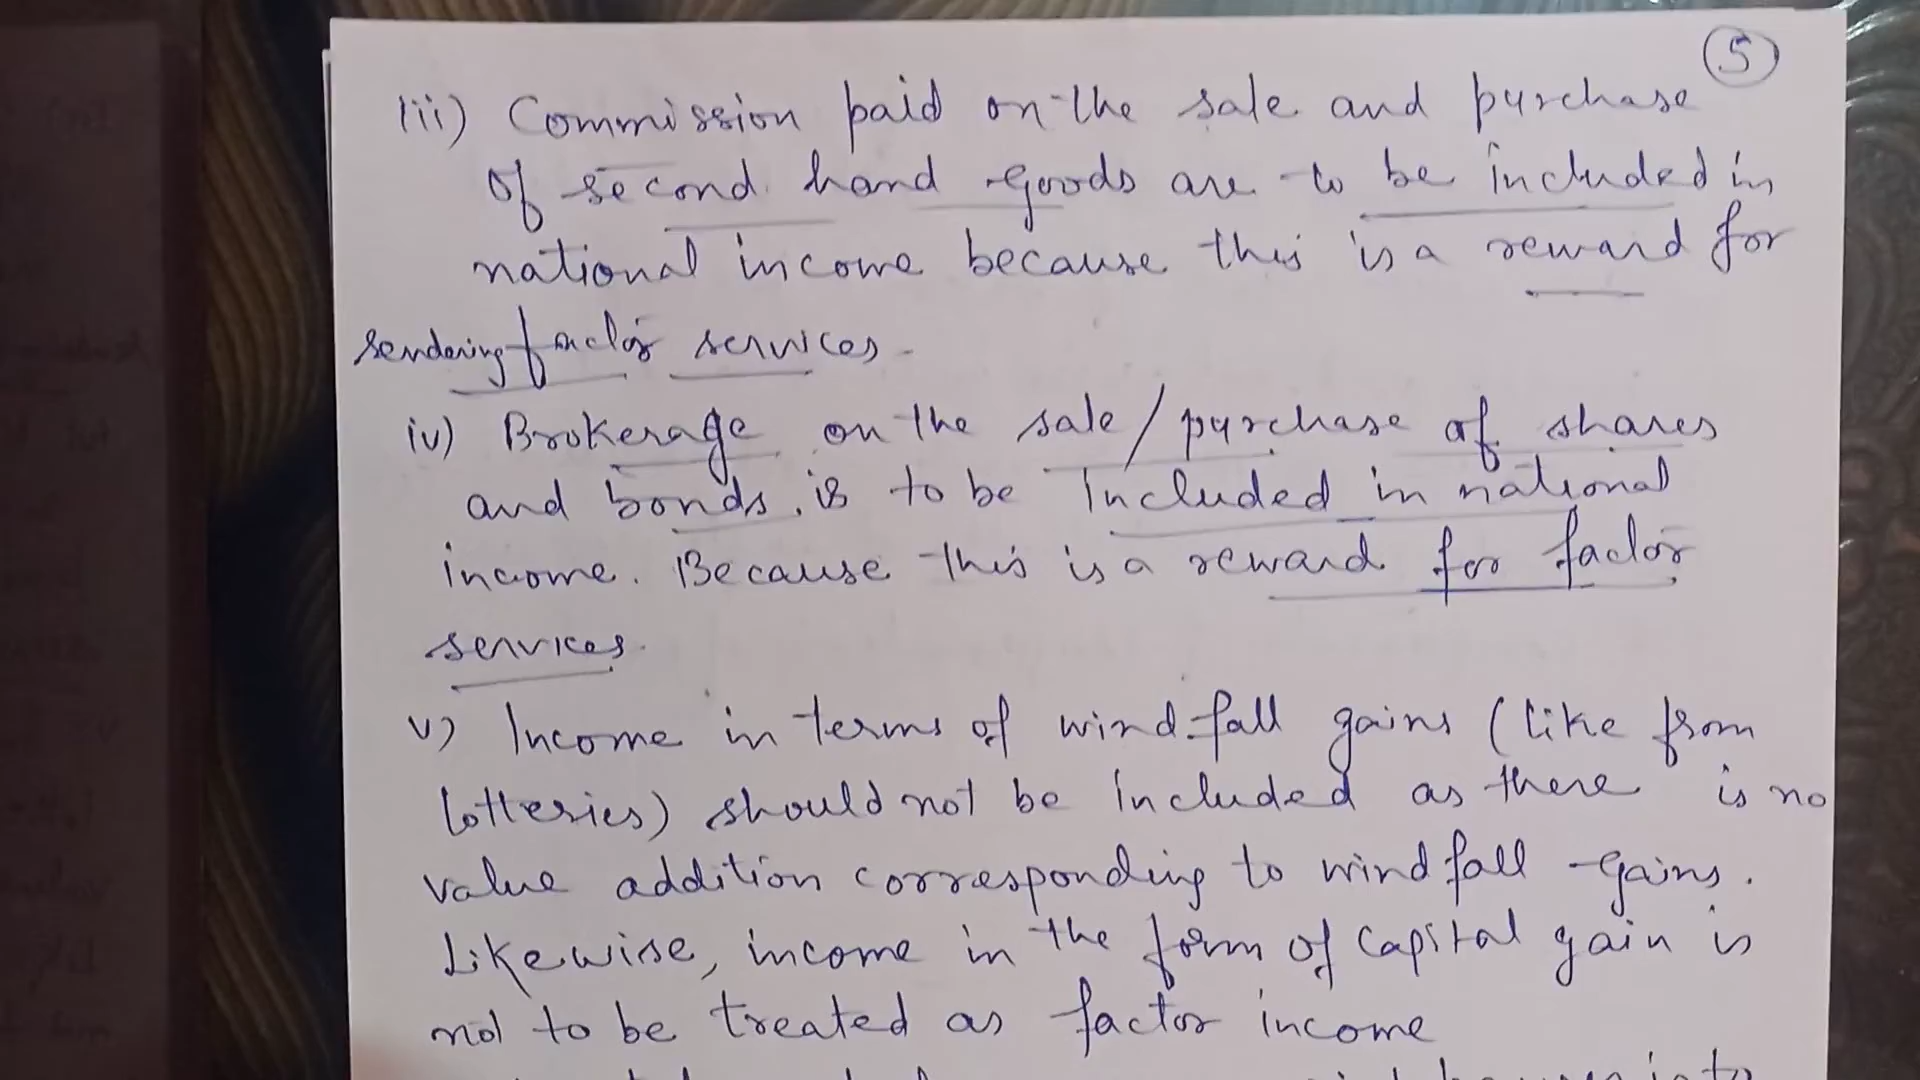 5
iii) Commission paid on the sale and purchase
of second hand goods are to be included in
national income because this is a reward for
rendering factor services.
iv) Brokerage on the sale/purchase of shares
and bonds, is to be included in national
income. Because this is a reward for factor
services.
v) Income in terms of windfall gains (like from
lotteries) should not be included as there is no
value addition corresponding to windfall gains.
Likewise, income in the form of capital gain is
not to be treated as factor income